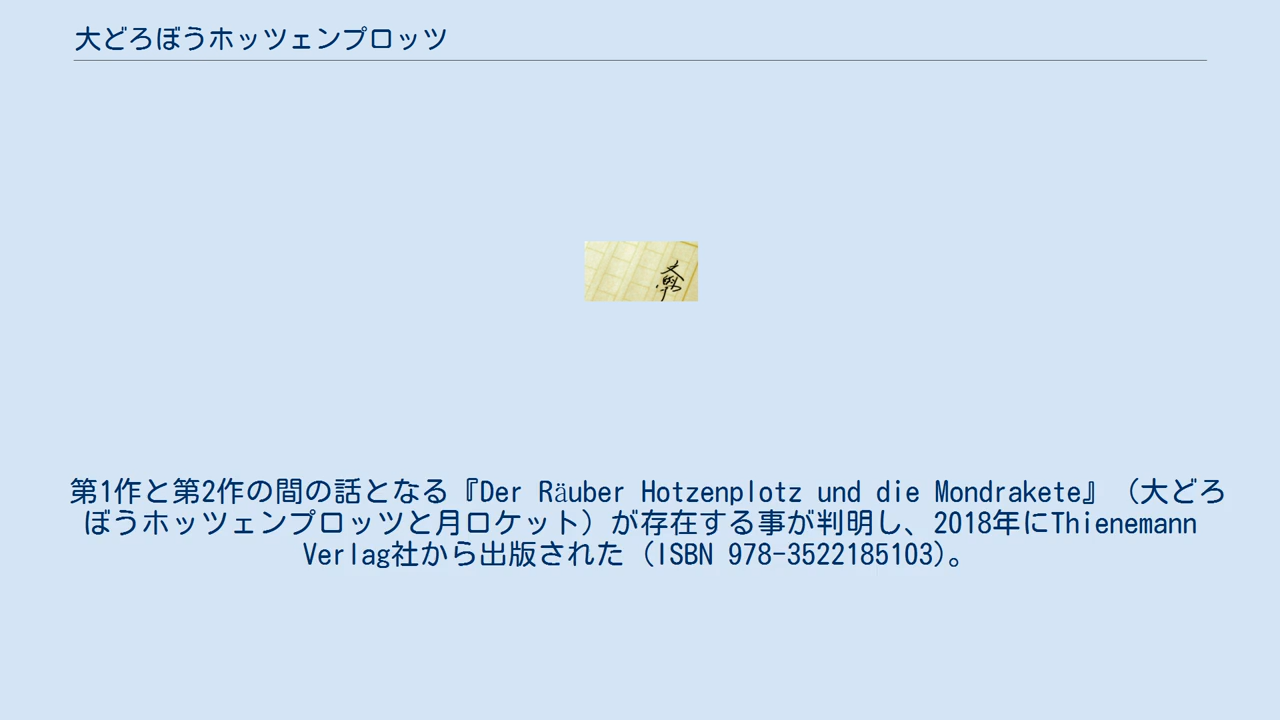 大どろぼうホッツェンプロッツ
第1作と第2作の間の話となる『Der Räuber Hotzenplotz und die Mondrakete』（大どろ
ぼうホッツェンプロッツと月ロケット）が存在する事が判明し、2018年にThienemann
Verlag社から出版された（ISBN 978-3522185103)。